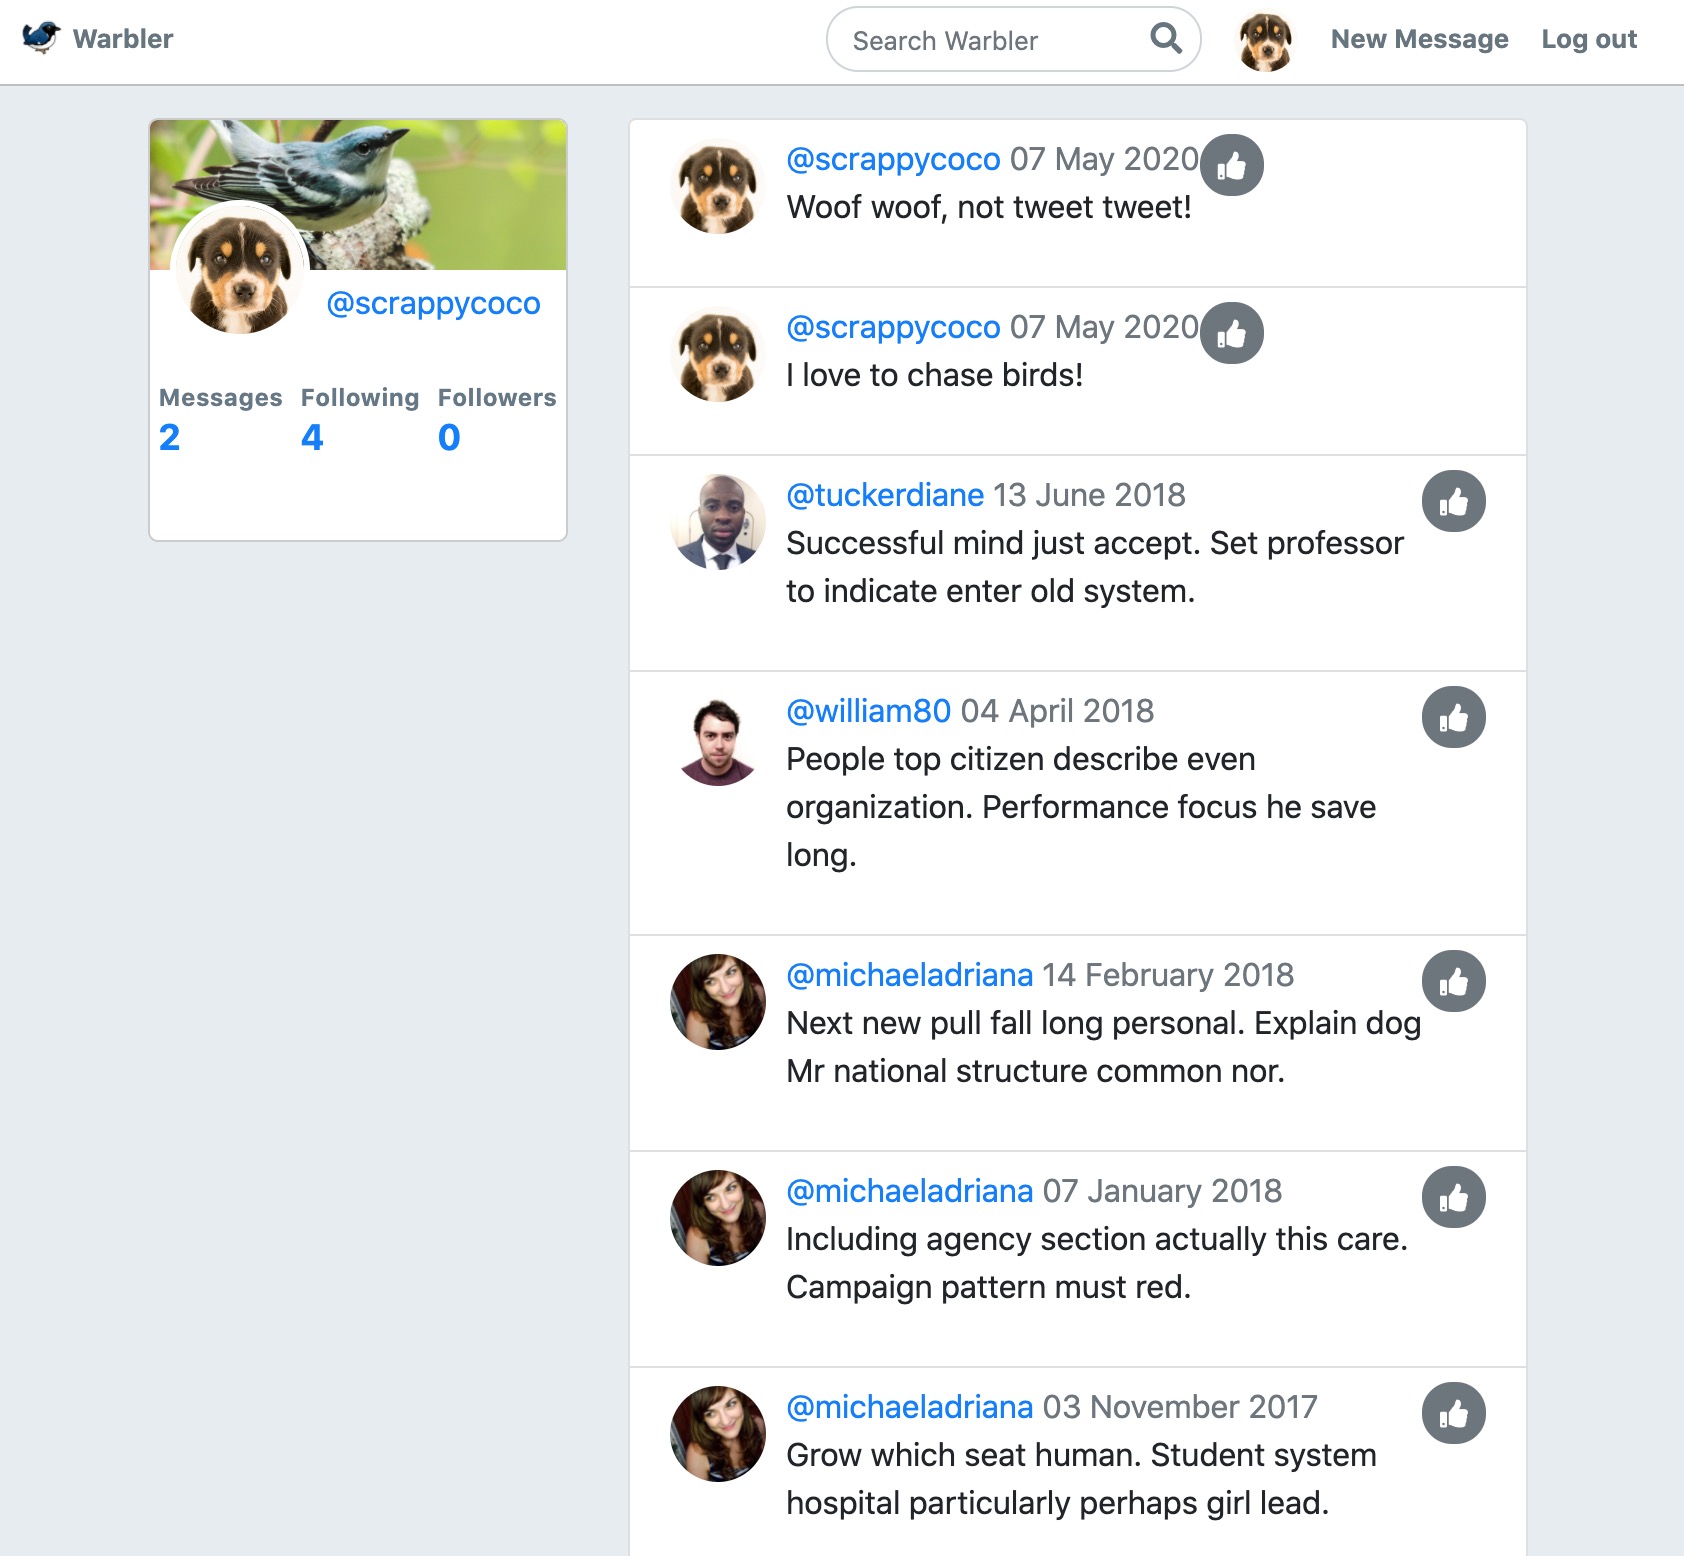 Warbler
Search Warbler
New Message
Log out
@scrappycoco
Messages Following Followers
2 4 0
@scrappycoco 07 May 2020
Woof woof, not tweet tweet!
@scrappycoco 07 May 2020
I love to chase birds!
@tuckerdiane 13 June 2018
Successful mind just accept. Set professor
to indicate enter old system.
@william80 04 April 2018
People top citizen describe even
organization. Performance focus he save
long.
@michaeladriana 14 February 2018
Next new pull fall long personal. Explain dog
Mr national structure common nor.
@michaeladriana 07 January 2018
Including agency section actually this care.
Campaign pattern must red.
@michaeladriana 03 November 2017
Grow which seat human. Student system
hospital particularly perhaps girl lead.